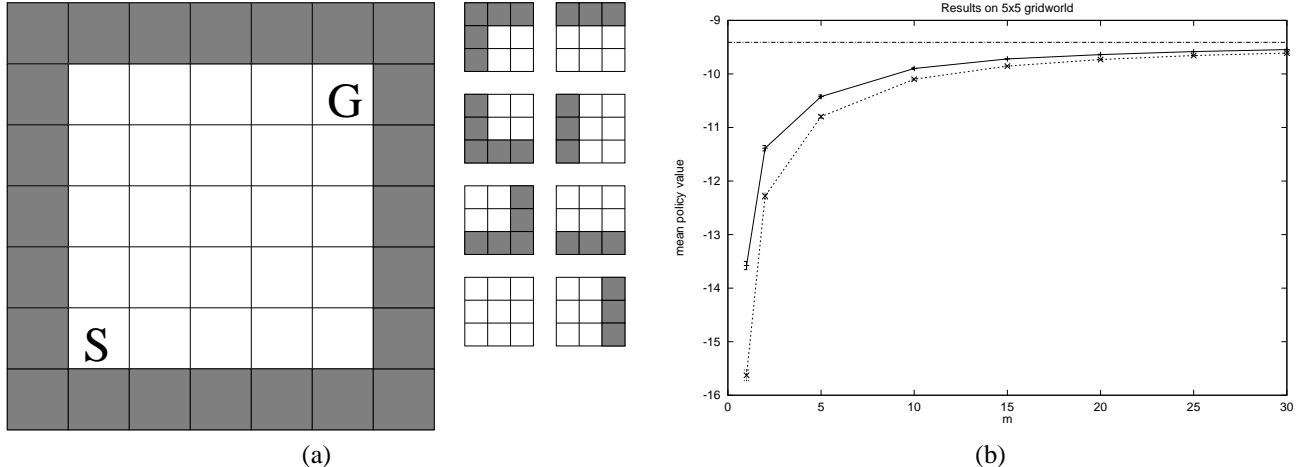 G
S
(a)
Results on 5x5 gridworld
mean policy value
-9
-10
-11
-12
-13
-14
-15
-16
0 5 10 15 20 25 30
m
(b)